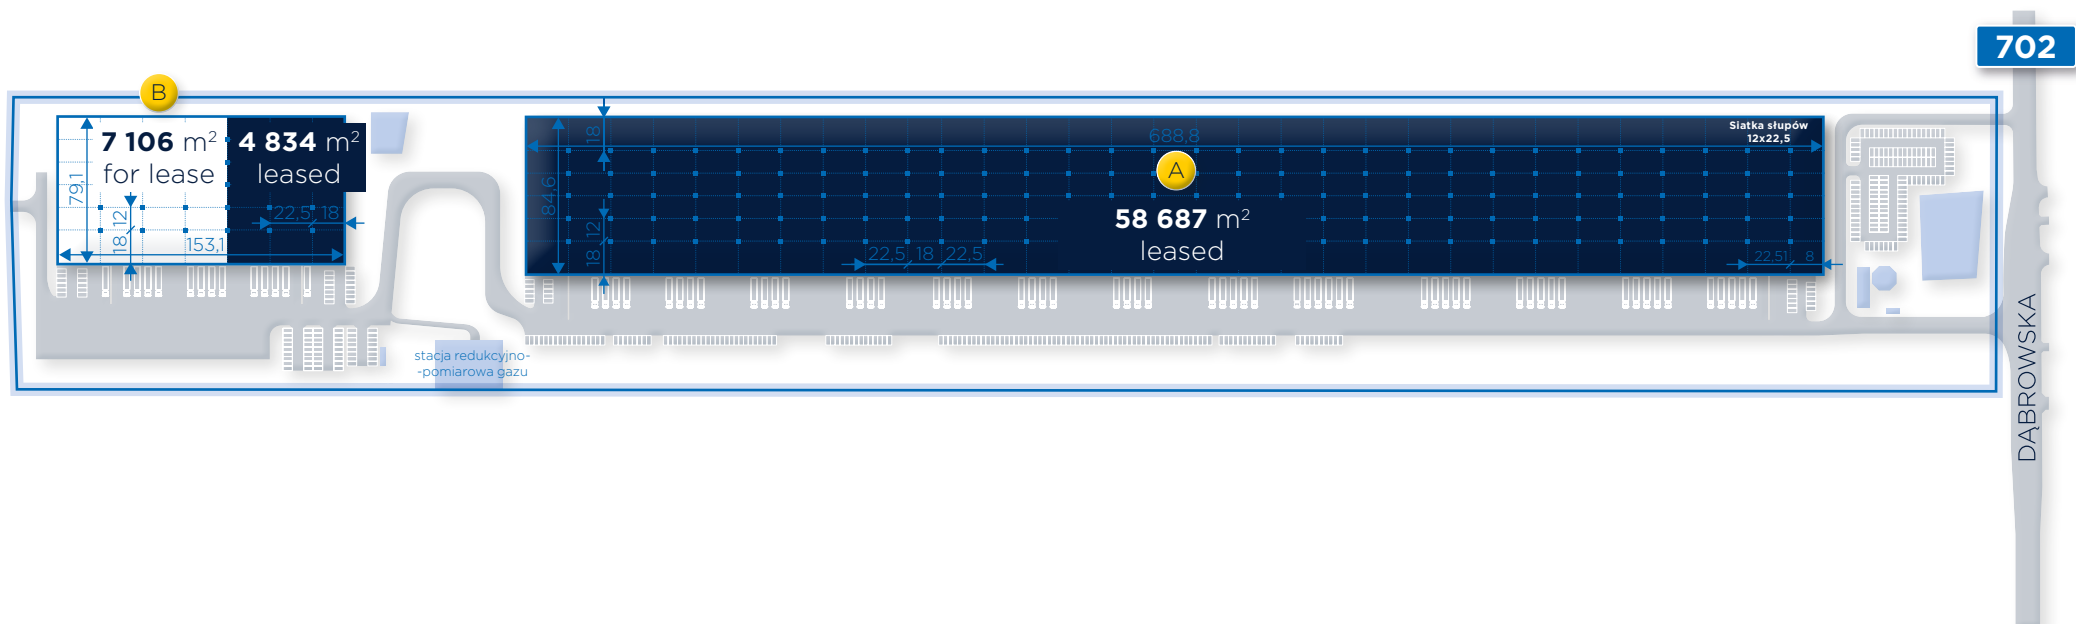 702
B
7 106 m²
for lease
4 834 m²
leased
79,1
12
18
153,1
22,5 18
18
688,8
Siatka słupów
12x22,5
A
84,6
58 687 m²
leased
12
18
22,5 18 22,5
22,51 8
stacja redukcyjno-
-pomiarowa gazu
DĄBROWSKA